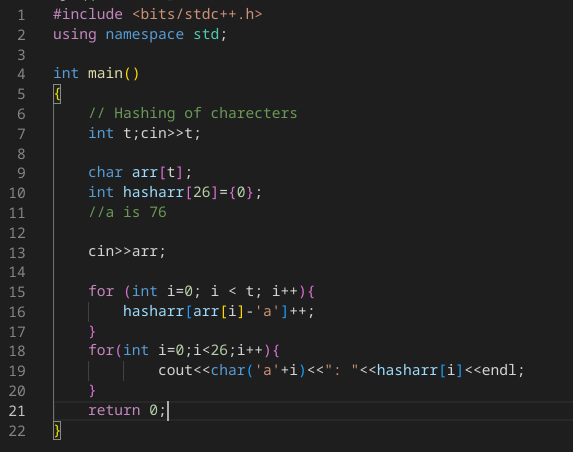 1 #include <bits/stdc++.h>
2 using namespace std;
3
4 int main()
5 {
6     // Hashing of charecters
7     int t;cin>>t;
8
9     char arr[t];
10     int hasharr[26]={0};
11     //a is 76
12
13     cin>>arr;
14
15     for (int i=0; i < t; i++){
16         hasharr[arr[i]-'a']++;
17     }
18     for(int i=0;i<26;i++){
19             cout<<char('a'+i)<<": "<<hasharr[i]<<endl;
20     }
21     return 0;
22 }